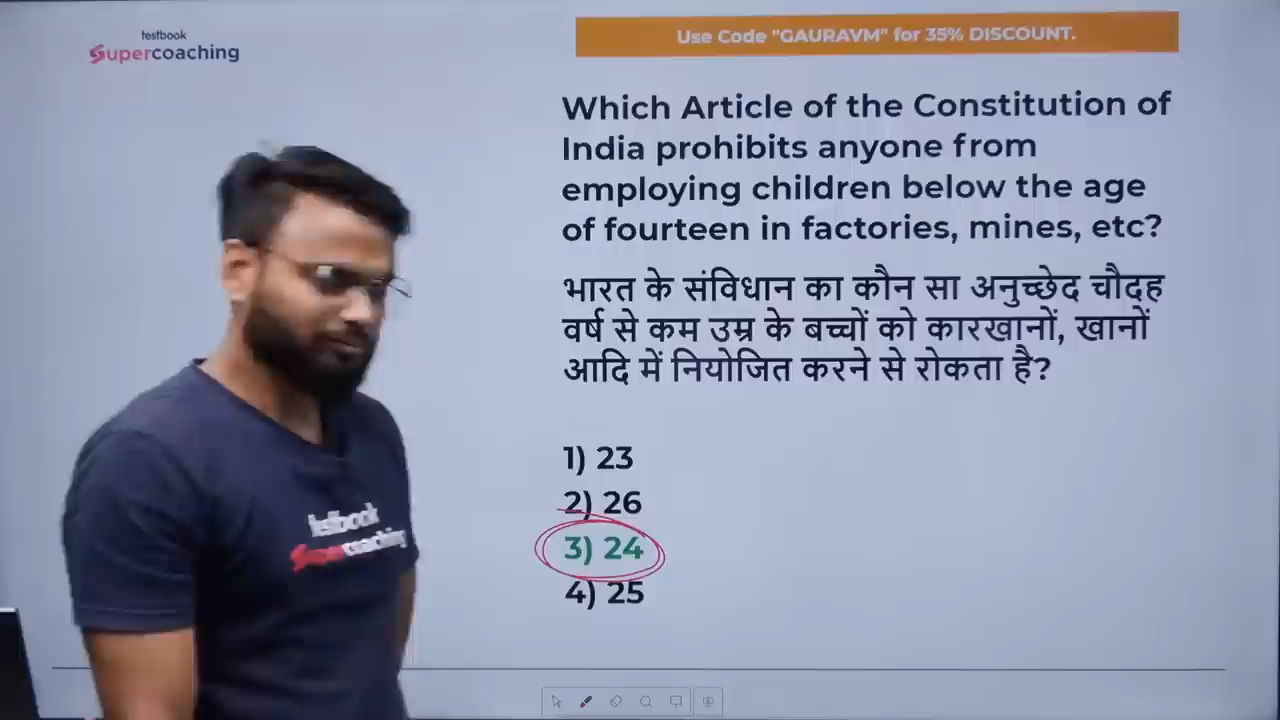 testbook
Supercoaching
Use Code "GAURAVM" for 35% DISCOUNT.
Which Article of the Constitution of
India prohibits anyone from
employing children below the age
of fourteen in factories, mines, etc?
भारत के संविधान का कौन सा अनुच्छेद चौदह
वर्ष से कम उम्र के बच्चों को कारखानों, खानों
आदि में नियोजित करने से रोकता है?
1) 23
2) 26
3) 24
4) 25
testbook
Supercoaching